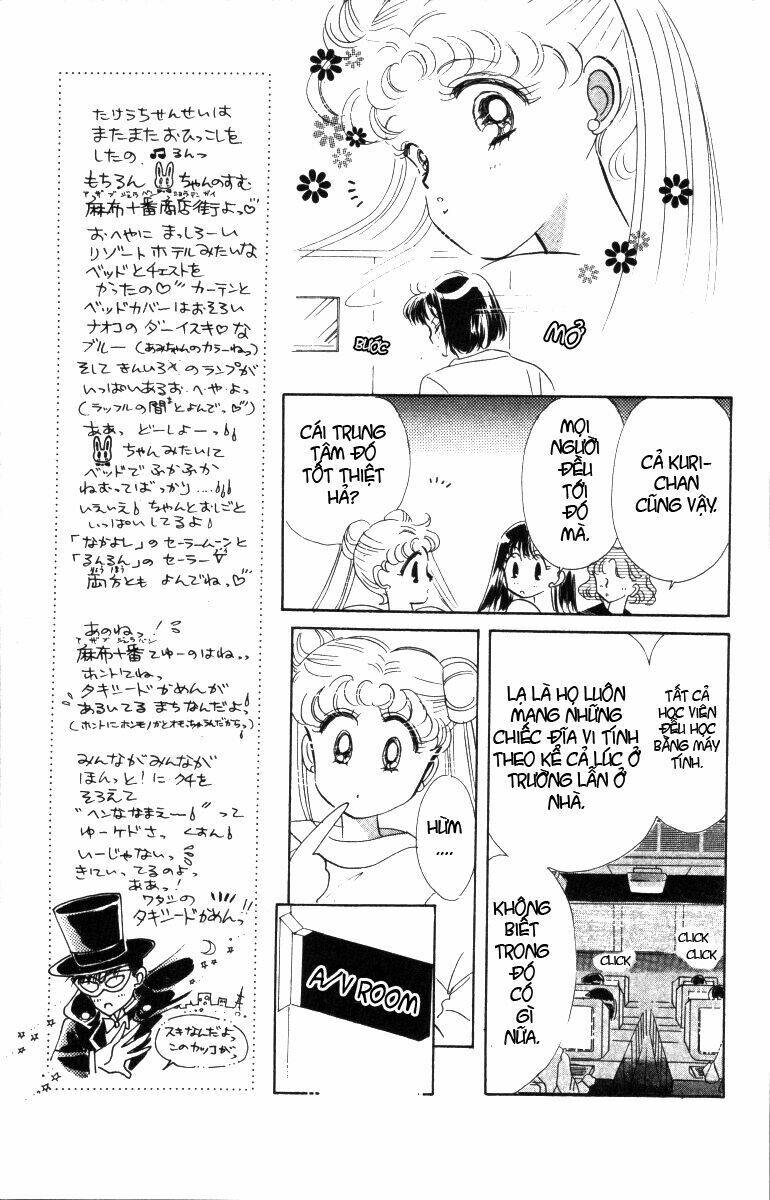 MỞ
BƯỚC
CẢ KURI-
CHAN
CŨNG VẬY.
MỌI
NGƯỜI
ĐỀU
TỚI
ĐÓ
MÀ.
CÁI TRUNG
TÂM ĐÓ
TỐT THIỆT
HẢ?
TẤT CẢ
HỌC VIÊN
ĐỀU HỌC
BẰNG MÁY
TÍNH.
LẠ LÀ HỌ LUÔN
MANG NHỮNG
CHIẾC ĐĨA VI TÍNH
THEO KỂ CẢ LÚC Ở
TRƯỜNG LẪN Ở
NHÀ.
CLICK
CLICK
CLICK
KHÔNG
BIẾT
TRONG
ĐÓ
CÓ
GÌ
NỮA.
HỪM
....
A/V ROOM
たけうちせんせいは
またまたおひっこしを
したの♫るんっ
もちろん ちゃんのすむ
麻布十番商店街よっ♡
おへやに まっしろーい
リゾートホテルみたいな
ベッドとチェストを
かったの♡ カーテンと
ベッドカバーはおそろい
ナオコのダーイスキ♡な
ブルー(あみちゃんのカラーねっ)
そして きんいろのランプが
いっぱいあるお・へ・や・よっ
(ラッフルの間とよんでっ♡)
ああっ どーしよーっ
ちゃんみたいに
ベッドで ふかふか
ねむってばっかり....
いえいえ ちゃんとおしごと
いっぱいしてるよ
「なかよし」のセーラームーンと
「るんるん」のセーラーV
両方とも よんでねっ♡
あのねっ!
麻布十番てゆーのはねっ
ホントにねっ
タキシードかめんが
あるいてる まちなんだよっ
みんながみんなが
ほんっと!に クチを
そろえて
"ヘンななまえー"って
ゆーケドさっ くすん
いーじゃないっ
きにいってるのよっ
ああっ!
ワタシの
タキシードかめんっ
スキなんだよっ
このカッコが